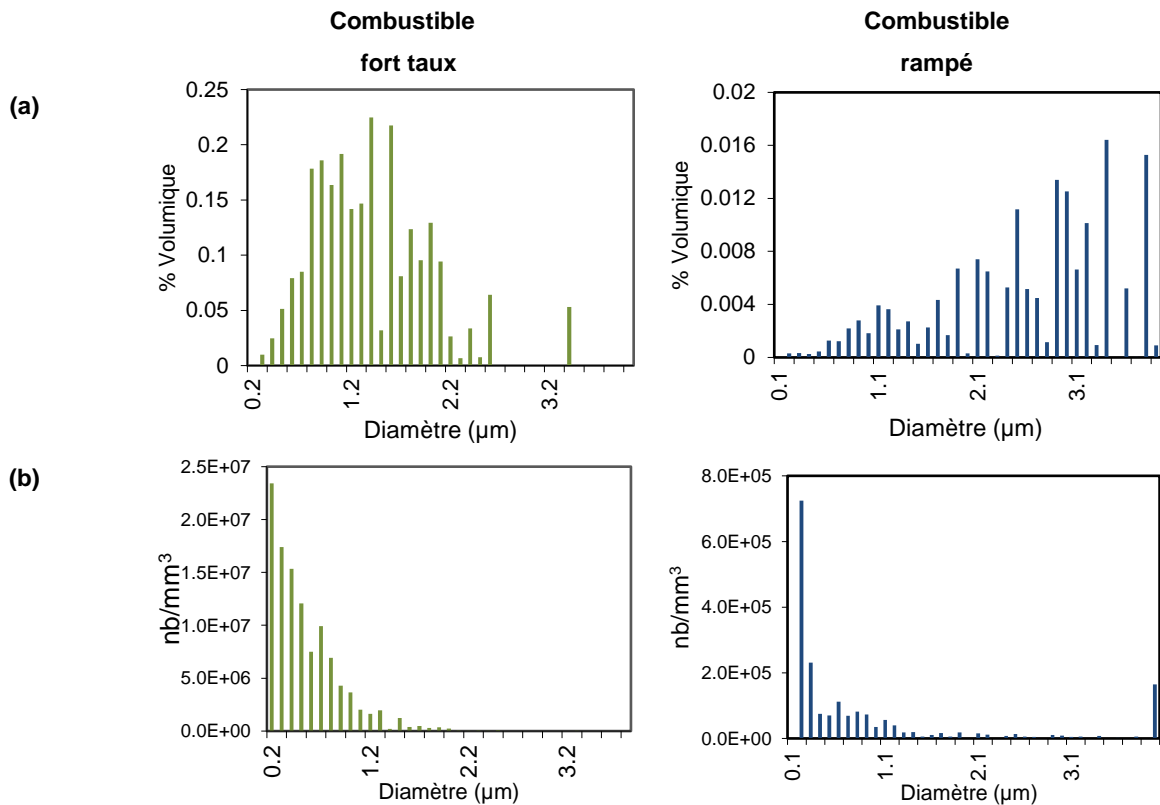 Combustible
fort taux
Combustible
rampé
(a)
% Volumique
0.25
0.2
0.15
0.1
0.05
0
0.2
1.2
2.2
3.2
Diamètre (µm)
% Volumique
0.02
0.016
0.012
0.008
0.004
0
0.1
1.1
2.1
3.1
Diamètre (µm)
(b)
nb/mm³
2.5E+07
2.0E+07
1.5E+07
1.0E+07
5.0E+06
0.0E+00
0.2
1.2
2.2
3.2
Diamètre (µm)
nb/mm³
8.0E+05
6.0E+05
4.0E+05
2.0E+05
0.0E+00
0.1
1.1
2.1
3.1
Diamètre (µm)